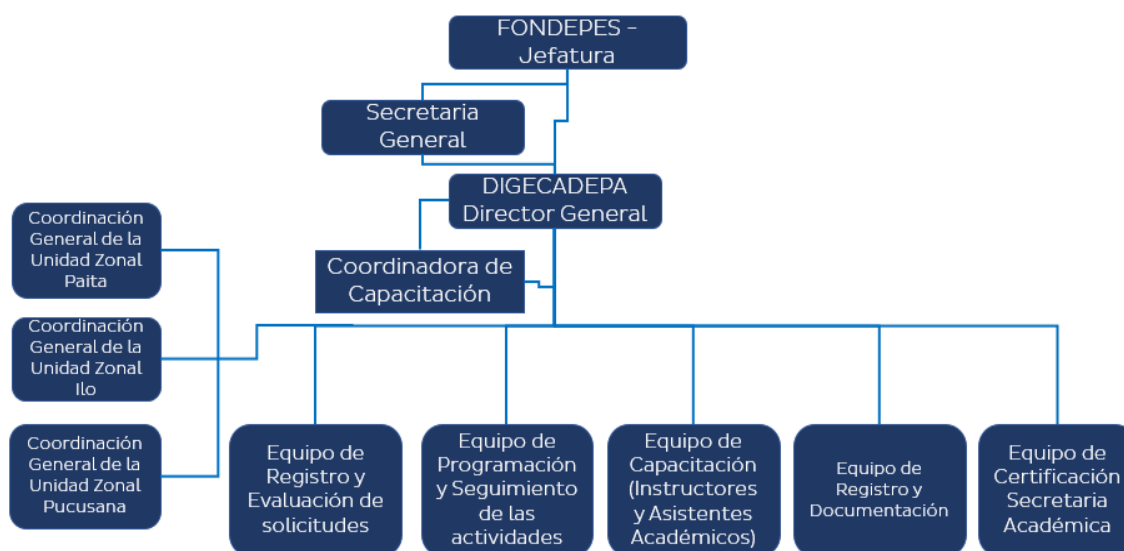 FONDEPES –
Jefatura
Secretaria
General
DIGECADEPA
Director General
Coordinadora de
Capacitación
Coordinación
General de la
Unidad Zonal
Paita
Coordinación
General de la
Unidad Zonal
Ilo
Coordinación
General de la
Unidad Zonal
Pucusana
Equipo de
Registro y
Evaluación de
solicitudes
Equipo de
Programación
y Seguimiento
de las
actividades
Equipo de
Capacitación
(Instructores
y Asistentes
Académicos)
Equipo de
Registro y
Documentación
Equipo de
Certificación
Secretaria
Académica